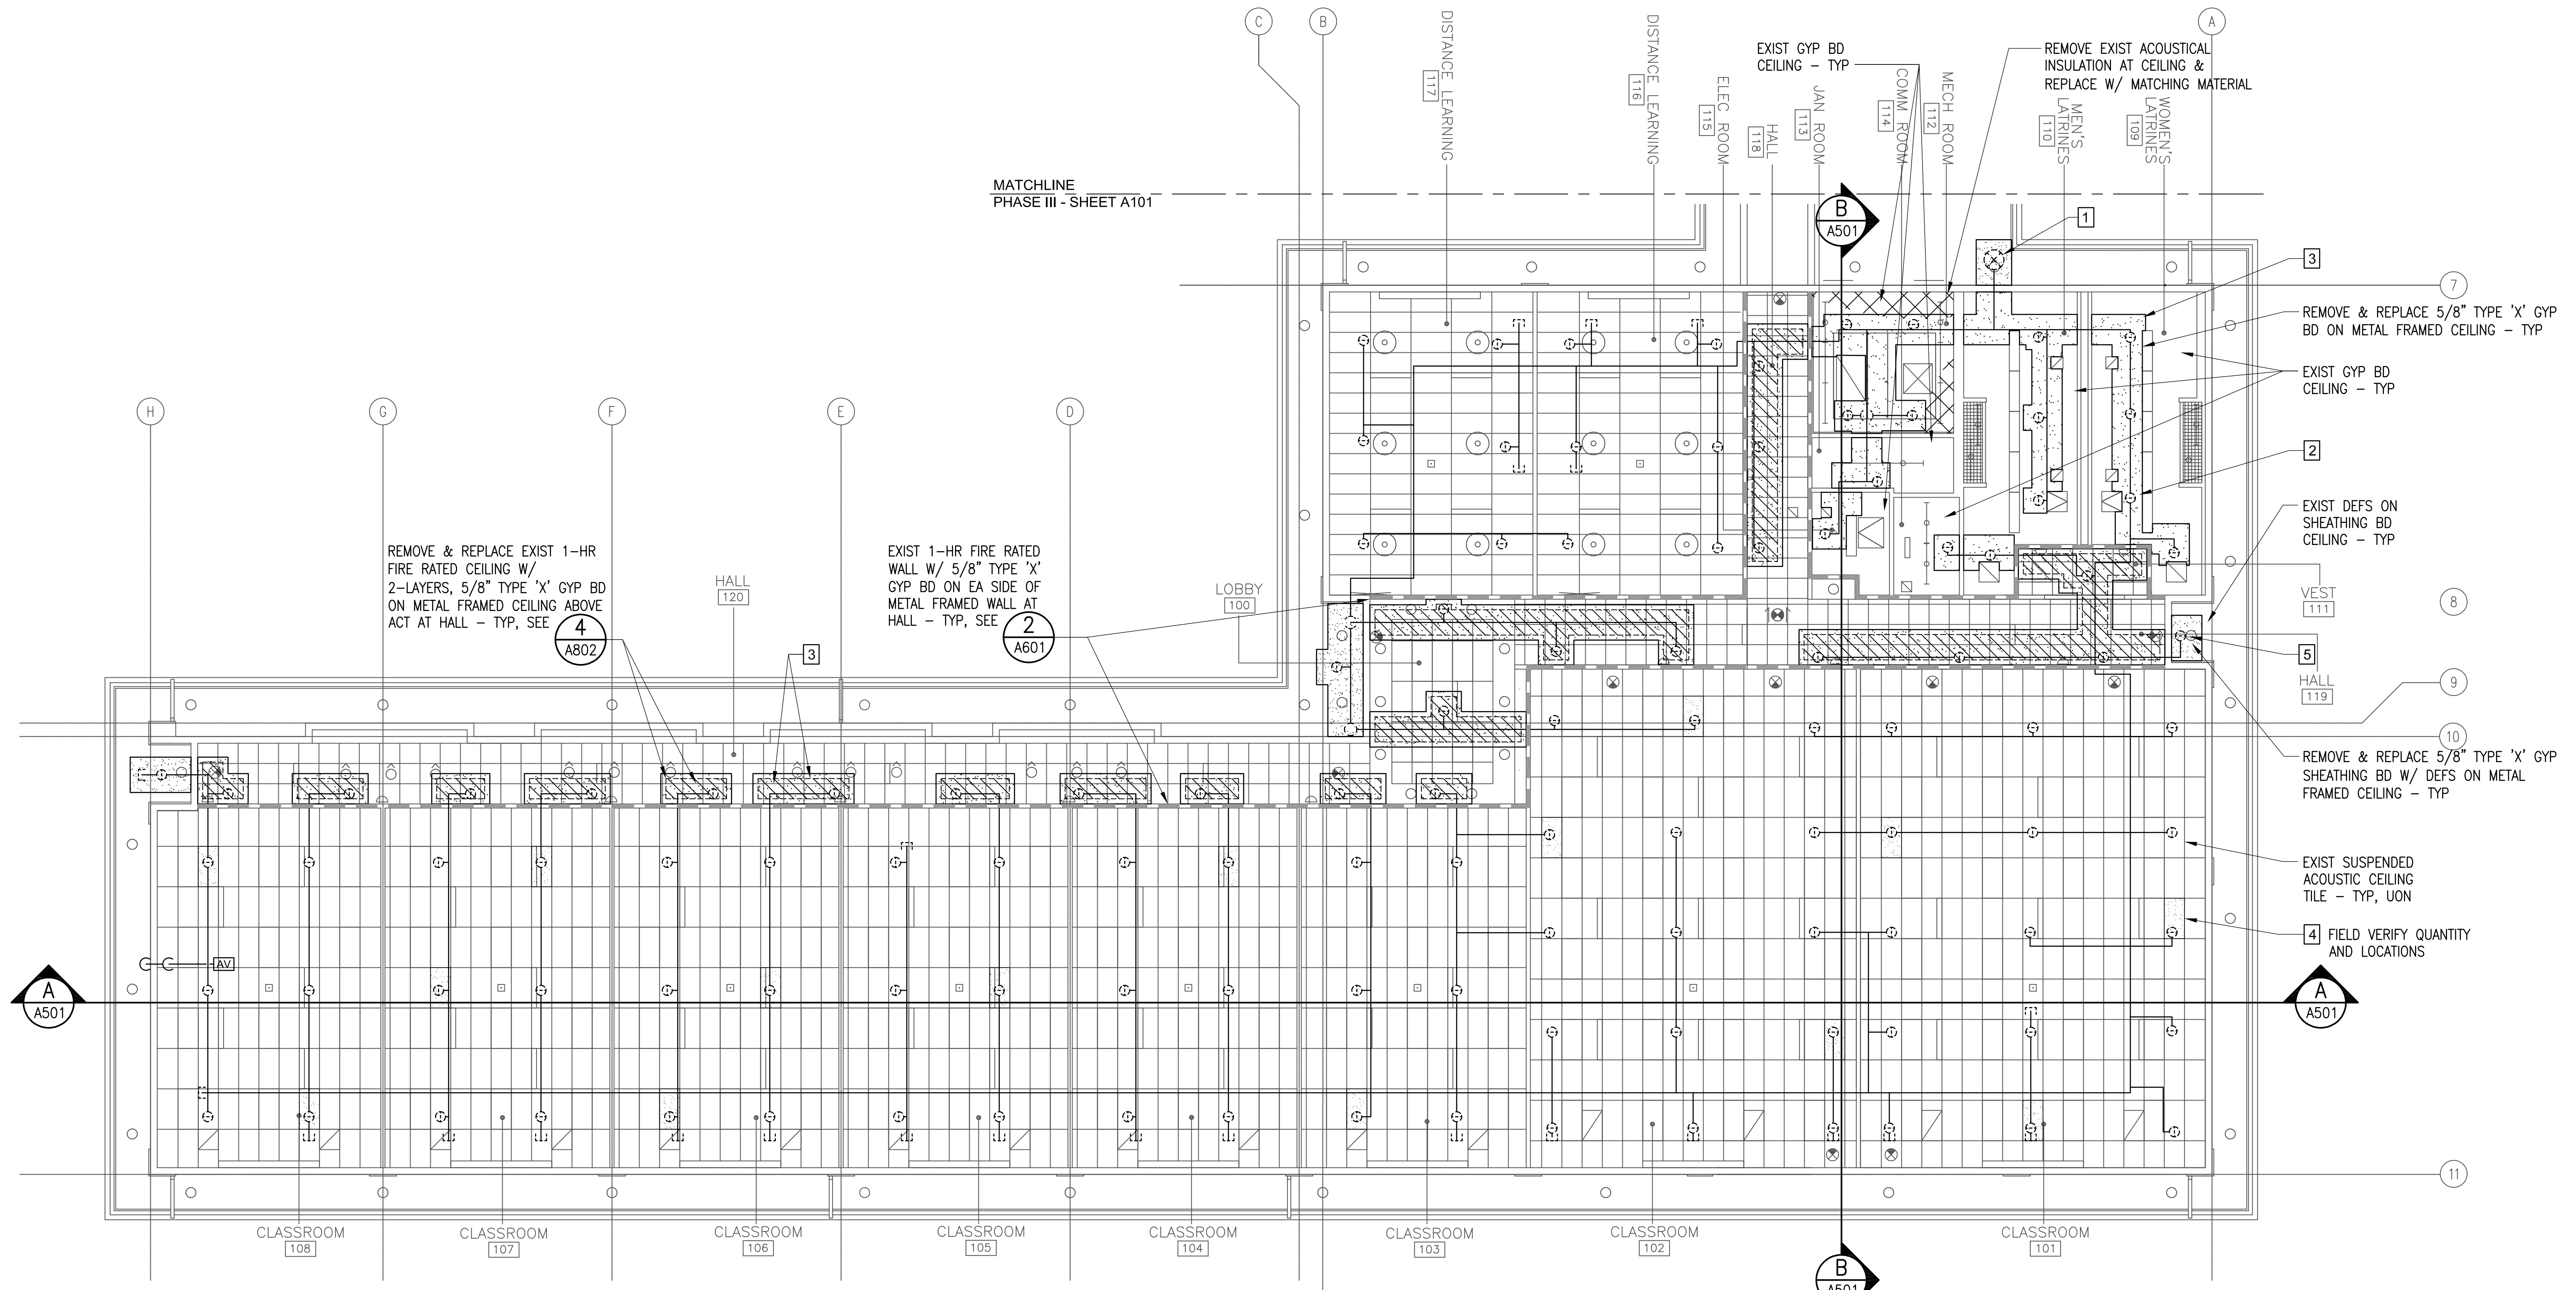 C
B
A
DISTANCE LEARNING
117
DISTANCE LEARNING
116
ELEC ROOM
115
HALL
118
JAN ROOM
113
COMM ROOM
114
MECH ROOM
112
MEN'S
LATRINES
110
WOMEN'S
LATRINES
109
EXIST GYP BD
CEILING – TYP
REMOVE EXIST ACOUSTICAL
INSULATION AT CEILING &
REPLACE W/ MATCHING MATERIAL
MATCHLINE
PHASE III - SHEET A101
B
A501
1
3
7
REMOVE & REPLACE 5/8" TYPE 'X' GYP
BD ON METAL FRAMED CEILING – TYP
EXIST GYP BD
CEILING – TYP
2
EXIST DEFS ON
SHEATHING BD
CEILING – TYP
H
G
F
E
D
REMOVE & REPLACE EXIST 1–HR
FIRE RATED CEILING W/
2–LAYERS, 5/8" TYPE 'X' GYP BD
ON METAL FRAMED CEILING ABOVE
ACT AT HALL – TYP, SEE
4
A802
HALL
120
3
EXIST 1–HR FIRE RATED
WALL W/ 5/8" TYPE 'X'
GYP BD ON EA SIDE OF
METAL FRAMED WALL AT
HALL – TYP, SEE
2
A601
LOBBY
100
VEST
111
8
5
HALL
119
9
10
REMOVE & REPLACE 5/8" TYPE 'X' GYP
SHEATHING BD W/ DEFS ON METAL
FRAMED CEILING – TYP
EXIST SUSPENDED
ACOUSTIC CEILING
TILE – TYP, UON
4 FIELD VERIFY QUANTITY
AND LOCATIONS
AV
A
A501
A
A501
11
CLASSROOM
108
CLASSROOM
107
CLASSROOM
106
CLASSROOM
105
CLASSROOM
104
CLASSROOM
103
CLASSROOM
102
CLASSROOM
101
B
A501